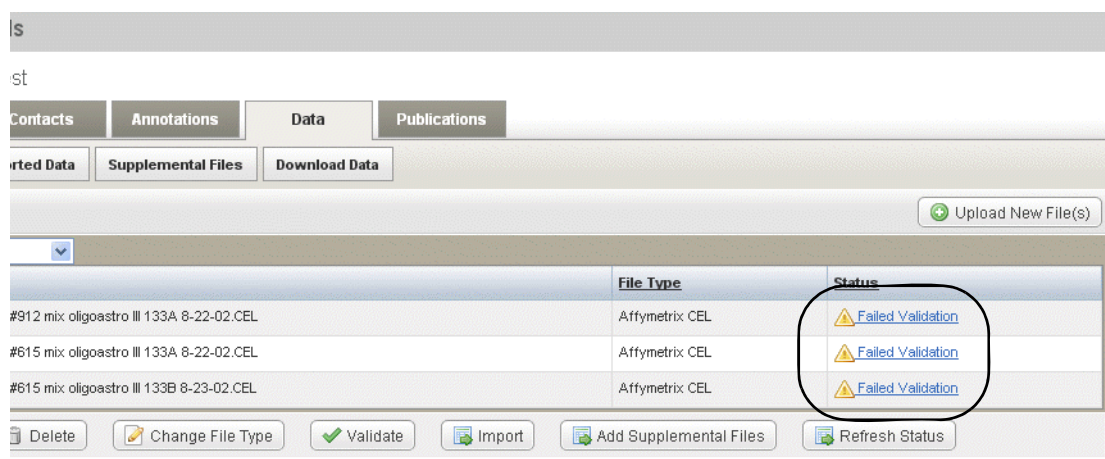 ls
st
Contacts Annotations Data Publications
rted Data Supplemental Files Download Data
Upload New File(s)
File Type Status
#912 mix oligoastro III 133A 8-22-02.CEL Affymetrix CEL Failed Validation
#615 mix oligoastro III 133A 8-22-02.CEL Affymetrix CEL Failed Validation
#615 mix oligoastro III 133B 8-23-02.CEL Affymetrix CEL Failed Validation
Delete Change File Type Validate Import Add Supplemental Files Refresh Status